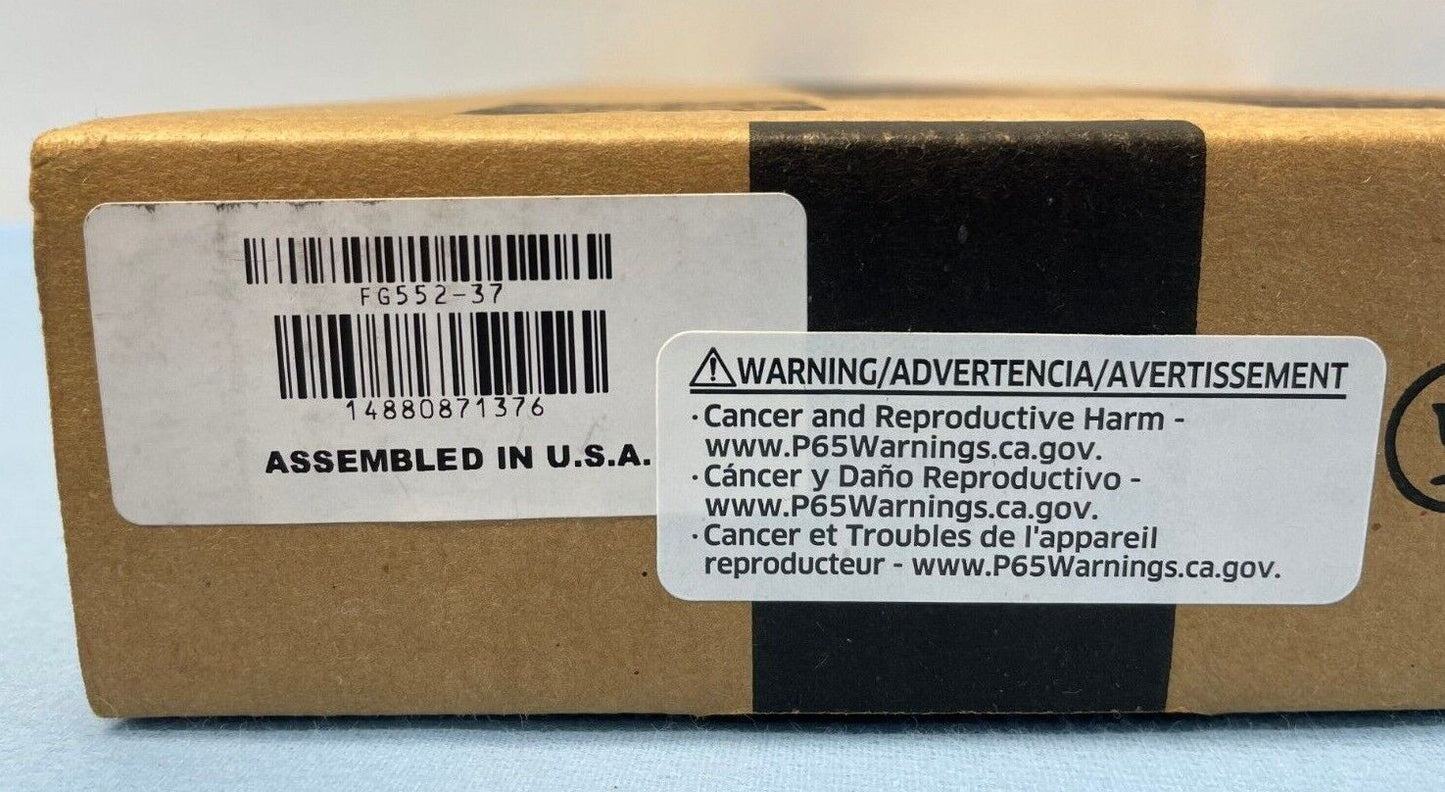 FG552-37
14880871376
ASSEMBLED IN U.S.A.
⚠WARNING/ADVERTENCIA/AVERTISSEMENT
·Cancer and Reproductive Harm -
www.P65Warnings.ca.gov.
·Cáncer y Daño Reproductivo -
www.P65Warnings.ca.gov.
·Cancer et Troubles de l'appareil
reproducteur - www.P65Warnings.ca.gov.